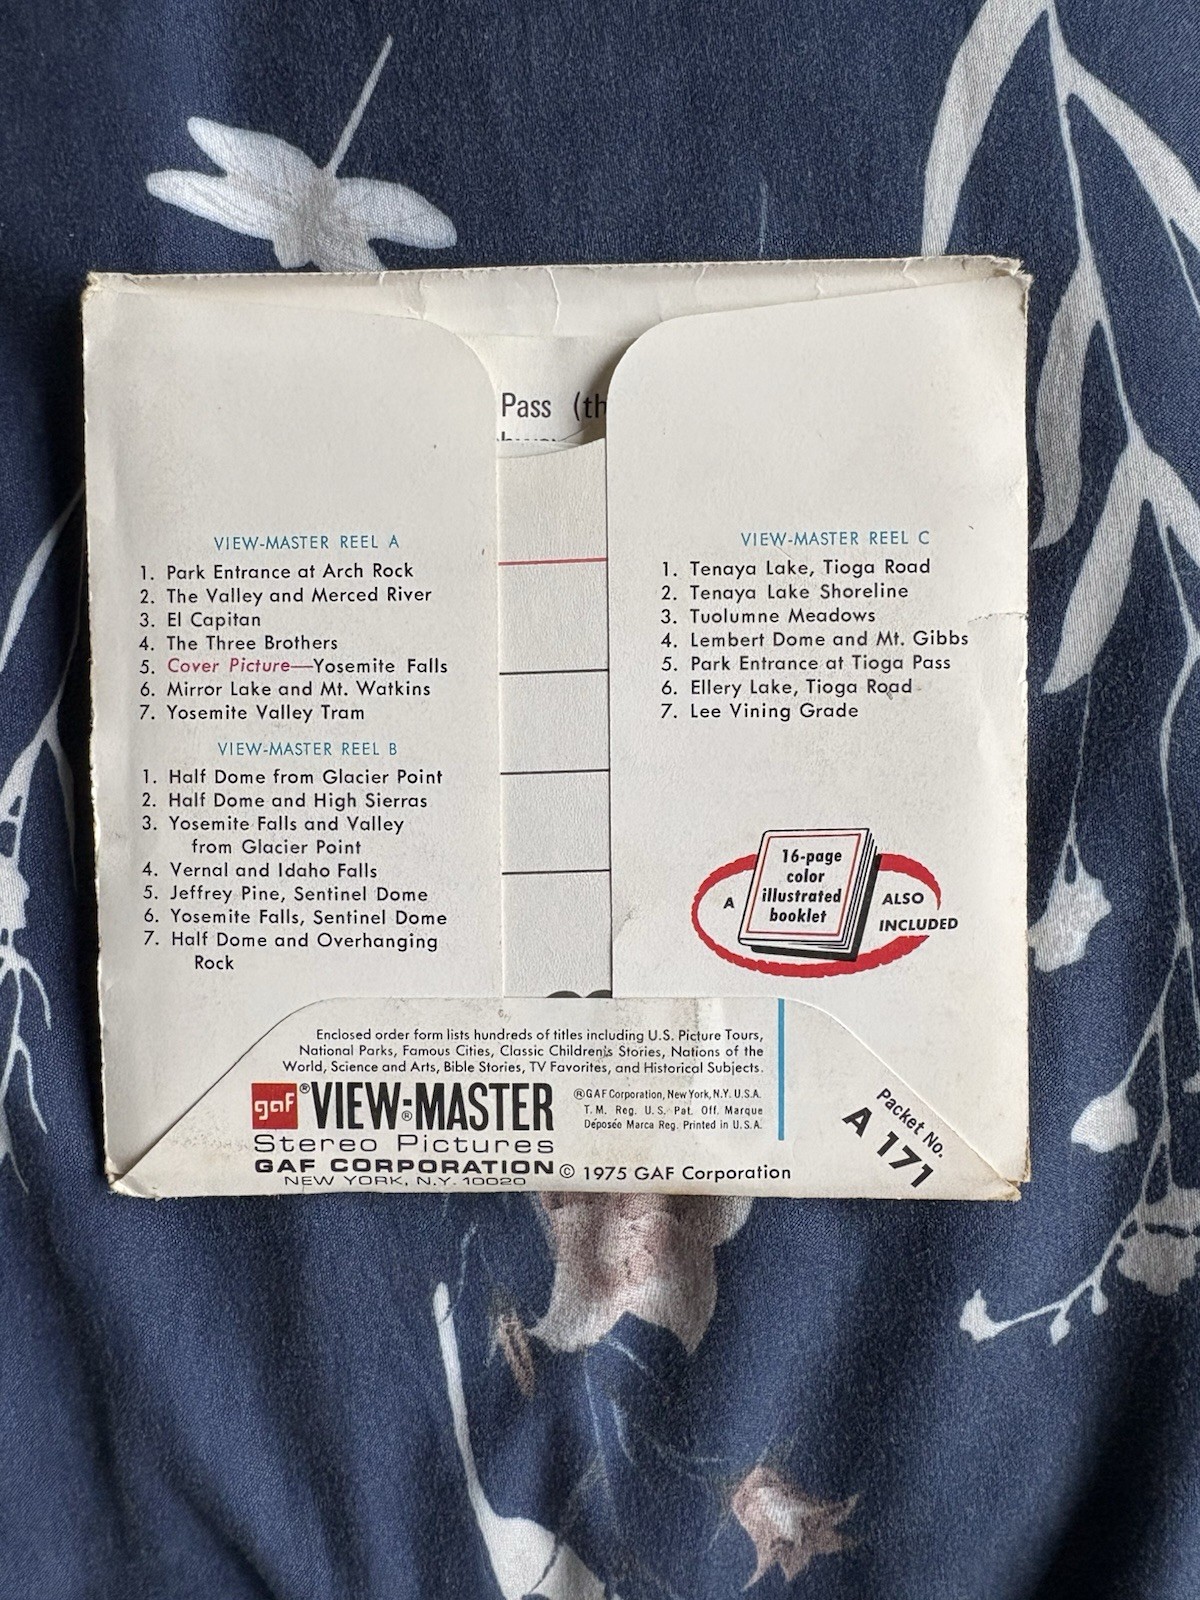 Pass (th
VIEW-MASTER REEL A
1. Park Entrance at Arch Rock
2. The Valley and Merced River
3. El Capitan
4. The Three Brothers
5. Cover Picture—Yosemite Falls
6. Mirror Lake and Mt. Watkins
7. Yosemite Valley Tram
VIEW-MASTER REEL B
1. Half Dome from Glacier Point
2. Half Dome and High Sierras
3. Yosemite Falls and Valley
from Glacier Point
4. Vernal and Idaho Falls
5. Jeffrey Pine, Sentinel Dome
6. Yosemite Falls, Sentinel Dome
7. Half Dome and Overhanging
Rock
VIEW-MASTER REEL C
1. Tenaya Lake, Tioga Road
2. Tenaya Lake Shoreline
3. Tuolumne Meadows
4. Lembert Dome and Mt. Gibbs
5. Park Entrance at Tioga Pass
6. Ellery Lake, Tioga Road
7. Lee Vining Grade
A
16-page
color
illustrated
booklet
ALSO
INCLUDED
Enclosed order form lists hundreds of titles including U.S. Picture Tours,
National Parks, Famous Cities, Classic Children's Stories, Nations of the
World, Science and Arts, Bible Stories, TV Favorites, and Historical Subjects.
gaf® VIEW-MASTER®
Stereo Pictures
GAF CORPORATION
NEW YORK, N.Y. 10020
®GAF Corporation, New York, N.Y. U.S.A.
T.M. Reg. U.S. Pat. Off. Marque
Déposée Marca Reg. Printed in U.S.A.
© 1975 GAF Corporation
Packet No.
A 171